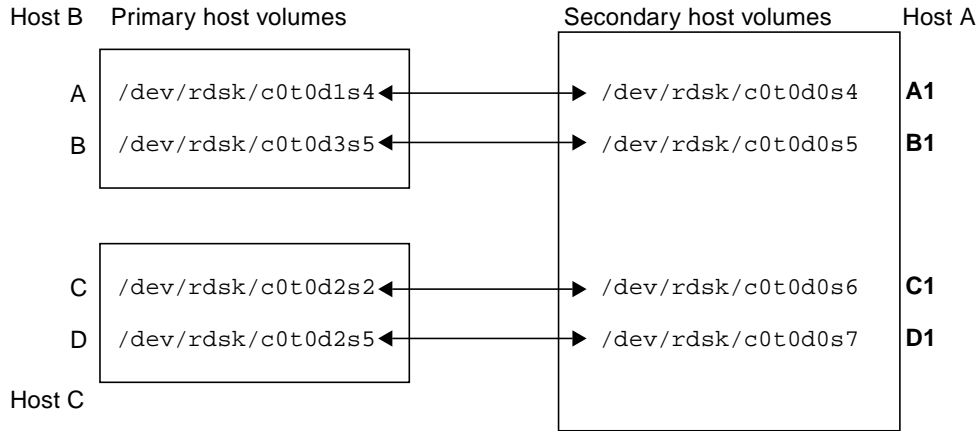 Host B Primary host volumes Secondary host volumes Host A
A /dev/rdsk/c0t0d1s4 /dev/rdsk/c0t0d0s4 A1
B /dev/rdsk/c0t0d3s5 /dev/rdsk/c0t0d0s5 B1
C /dev/rdsk/c0t0d2s2 /dev/rdsk/c0t0d0s6 C1
D /dev/rdsk/c0t0d2s5 /dev/rdsk/c0t0d0s7 D1
Host C